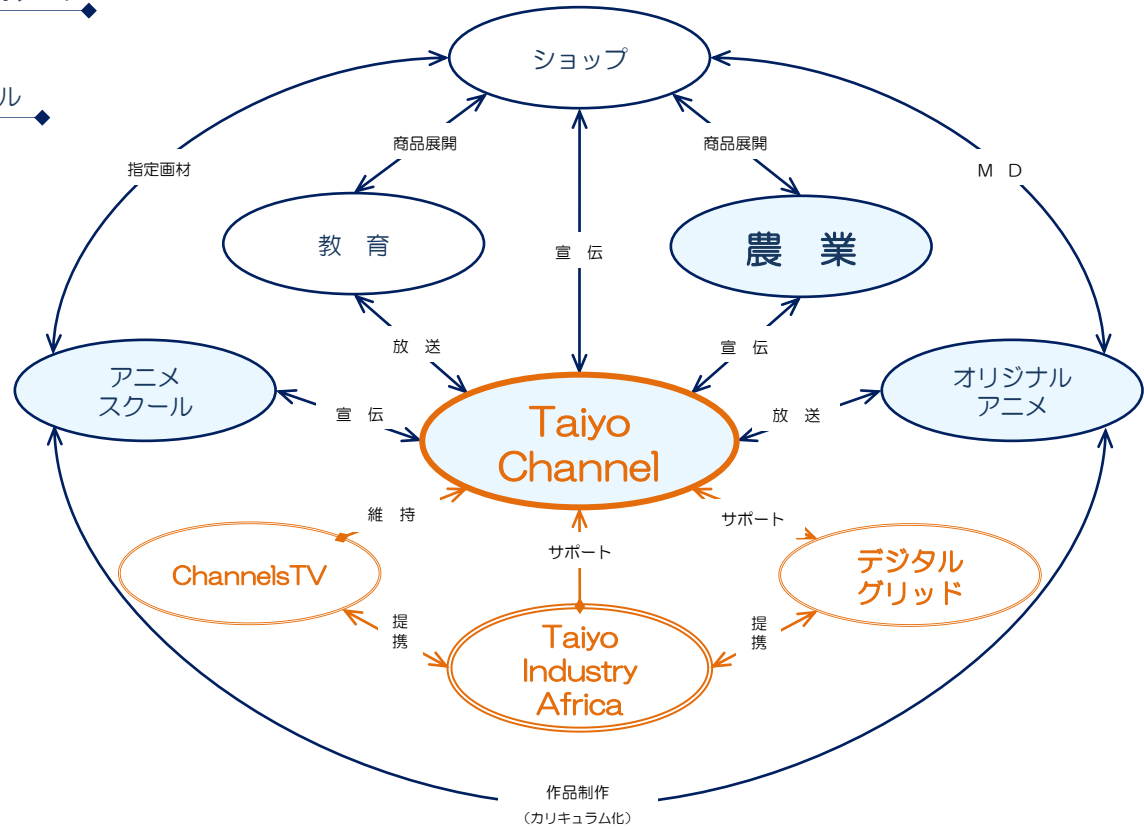 ル
ショップ
商品展開
商品展開
指定画材
M D
教 育
宣 伝
農 業
放 送
宣 伝
アニメ
スクール
オリジナル
アニメ
宣 伝
Taiyo
Channel
放 送
維 持
サポート
サポート
ChannelsTV
デジタル
グリッド
提
携
提
携
Taiyo
Industry
Africa
作品制作
（カリキュラム化）